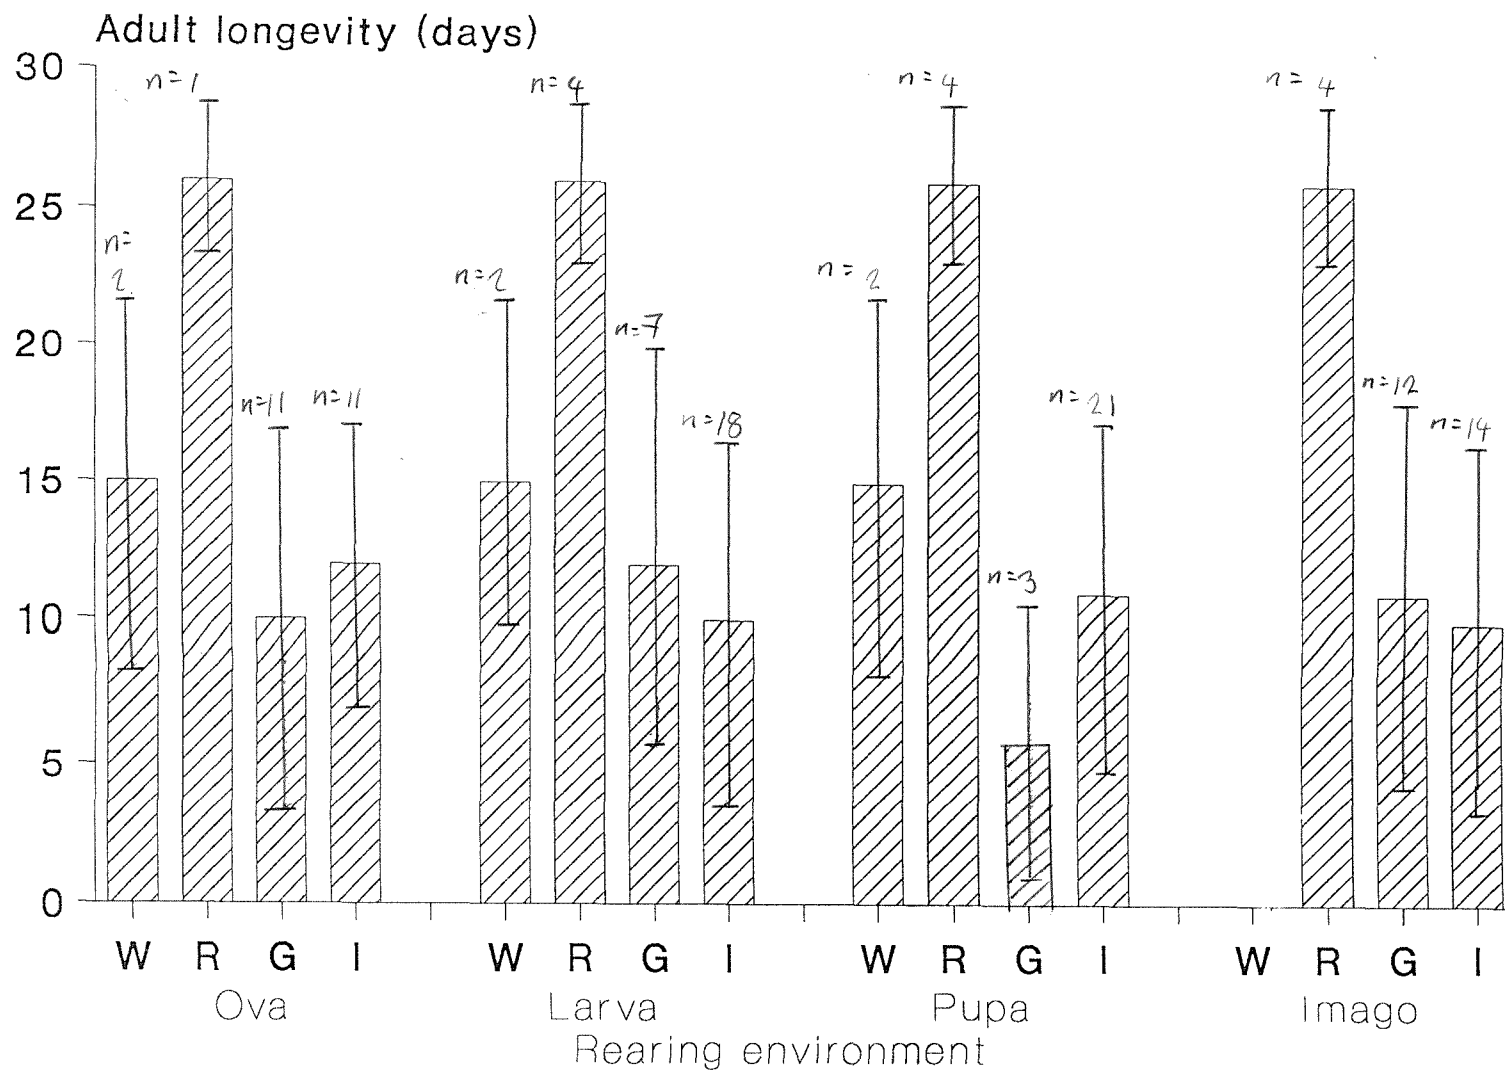 Adult longevity (days)
30
25
20
15
10
5
0
n=1
n=
2
n=11
n=11
n=4
n=2
n=7
n=18
n=4
n=2
n=3
n=21
n=4
n=12
n=14
W R G I W R G I W R G I W R G I
Ova Larva Pupa Imago
Rearing environment